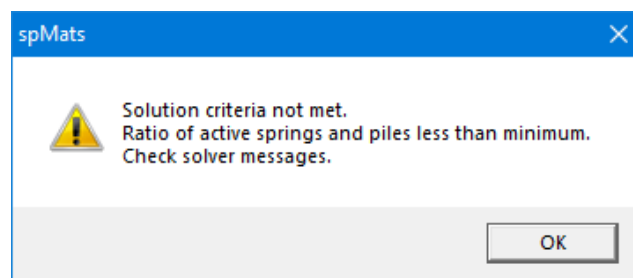 spMats
Solution criteria not met.
Ratio of active springs and piles less than minimum.
Check solver messages.
OK